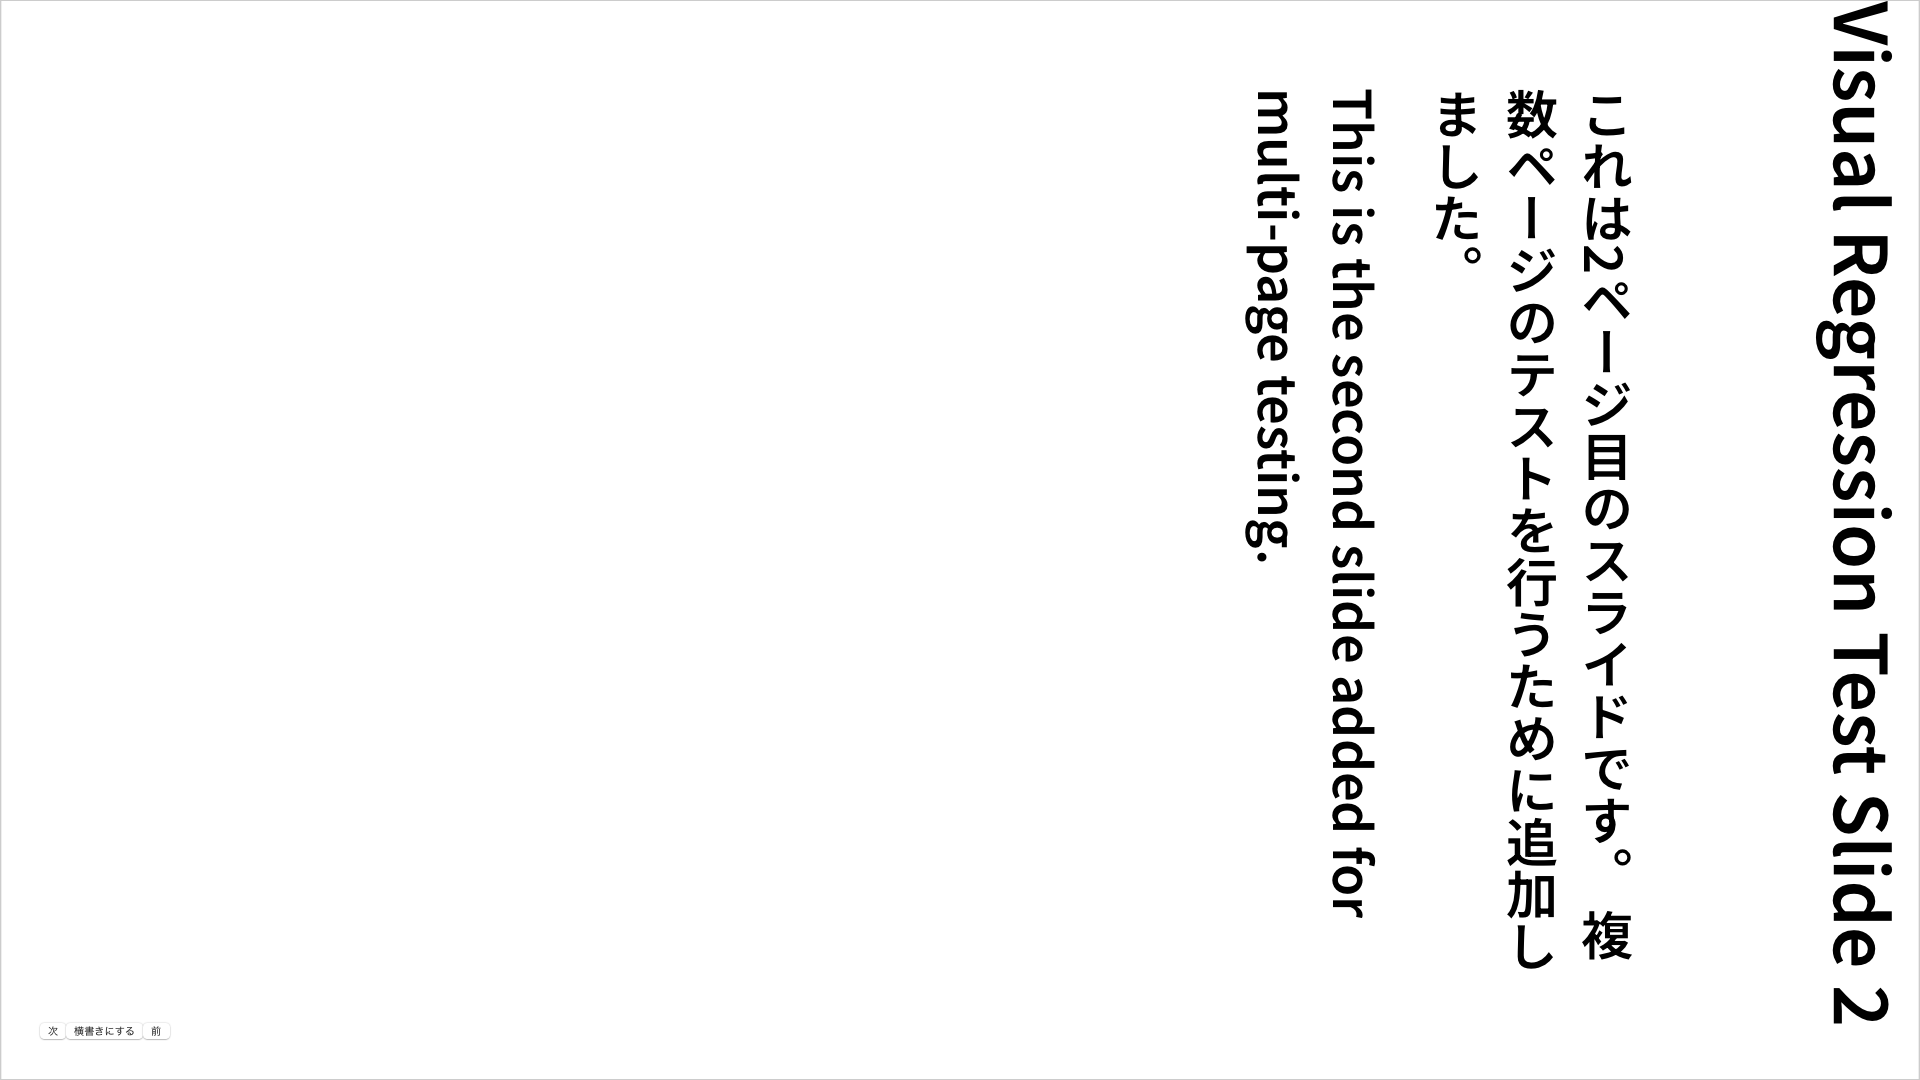 Visual Regression Test Slide 2
これは2ページ目のスライドです。 複
数ページのテストを行うために追加し
ました。
This is the second slide added for
multi-page testing.
次 横書きにする 前